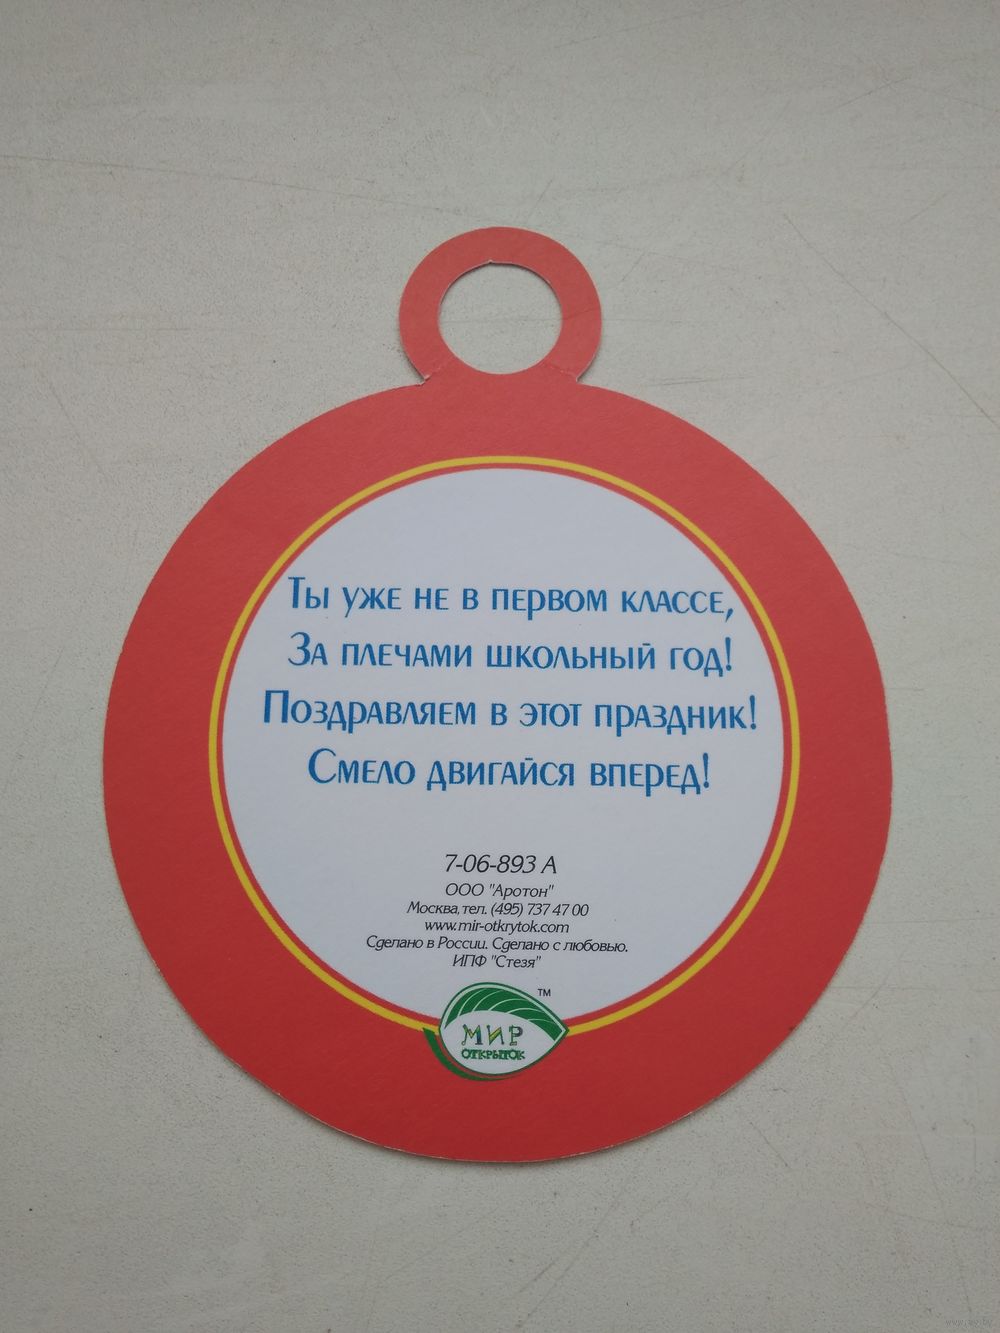 Ты уже не в первом классе,
За плечами школьный год!
Поздравляем в этот праздник!
Смело двигайся вперед!
7-06-893 А
ООО "Аротон"
Москва, тел. (495) 737 47 00
www.mir-otkrytok.com
Сделано в России. Сделано с любовью.
ИПФ "Стезя"
TM
МИР
ОТКРЫТОК